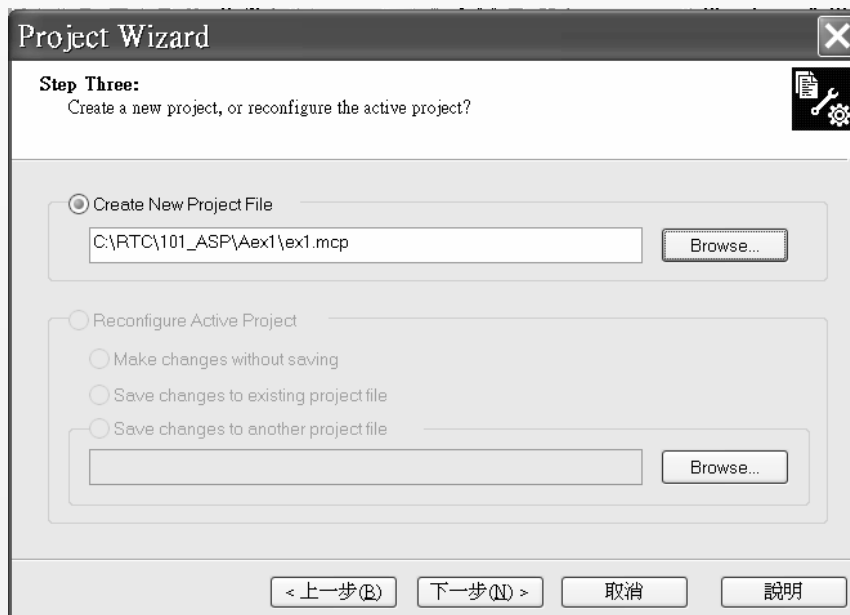 Project Wizard
Step Three:
Create a new project, or reconfigure the active project?
Create New Project File
C:\RTC\101_ASP\Aex1\ex1.mcp
Browse...
Reconfigure Active Project
Make changes without saving
Save changes to existing project file
Save changes to another project file
Browse...
< 上一步(B)
下一步(N) >
取消
說明